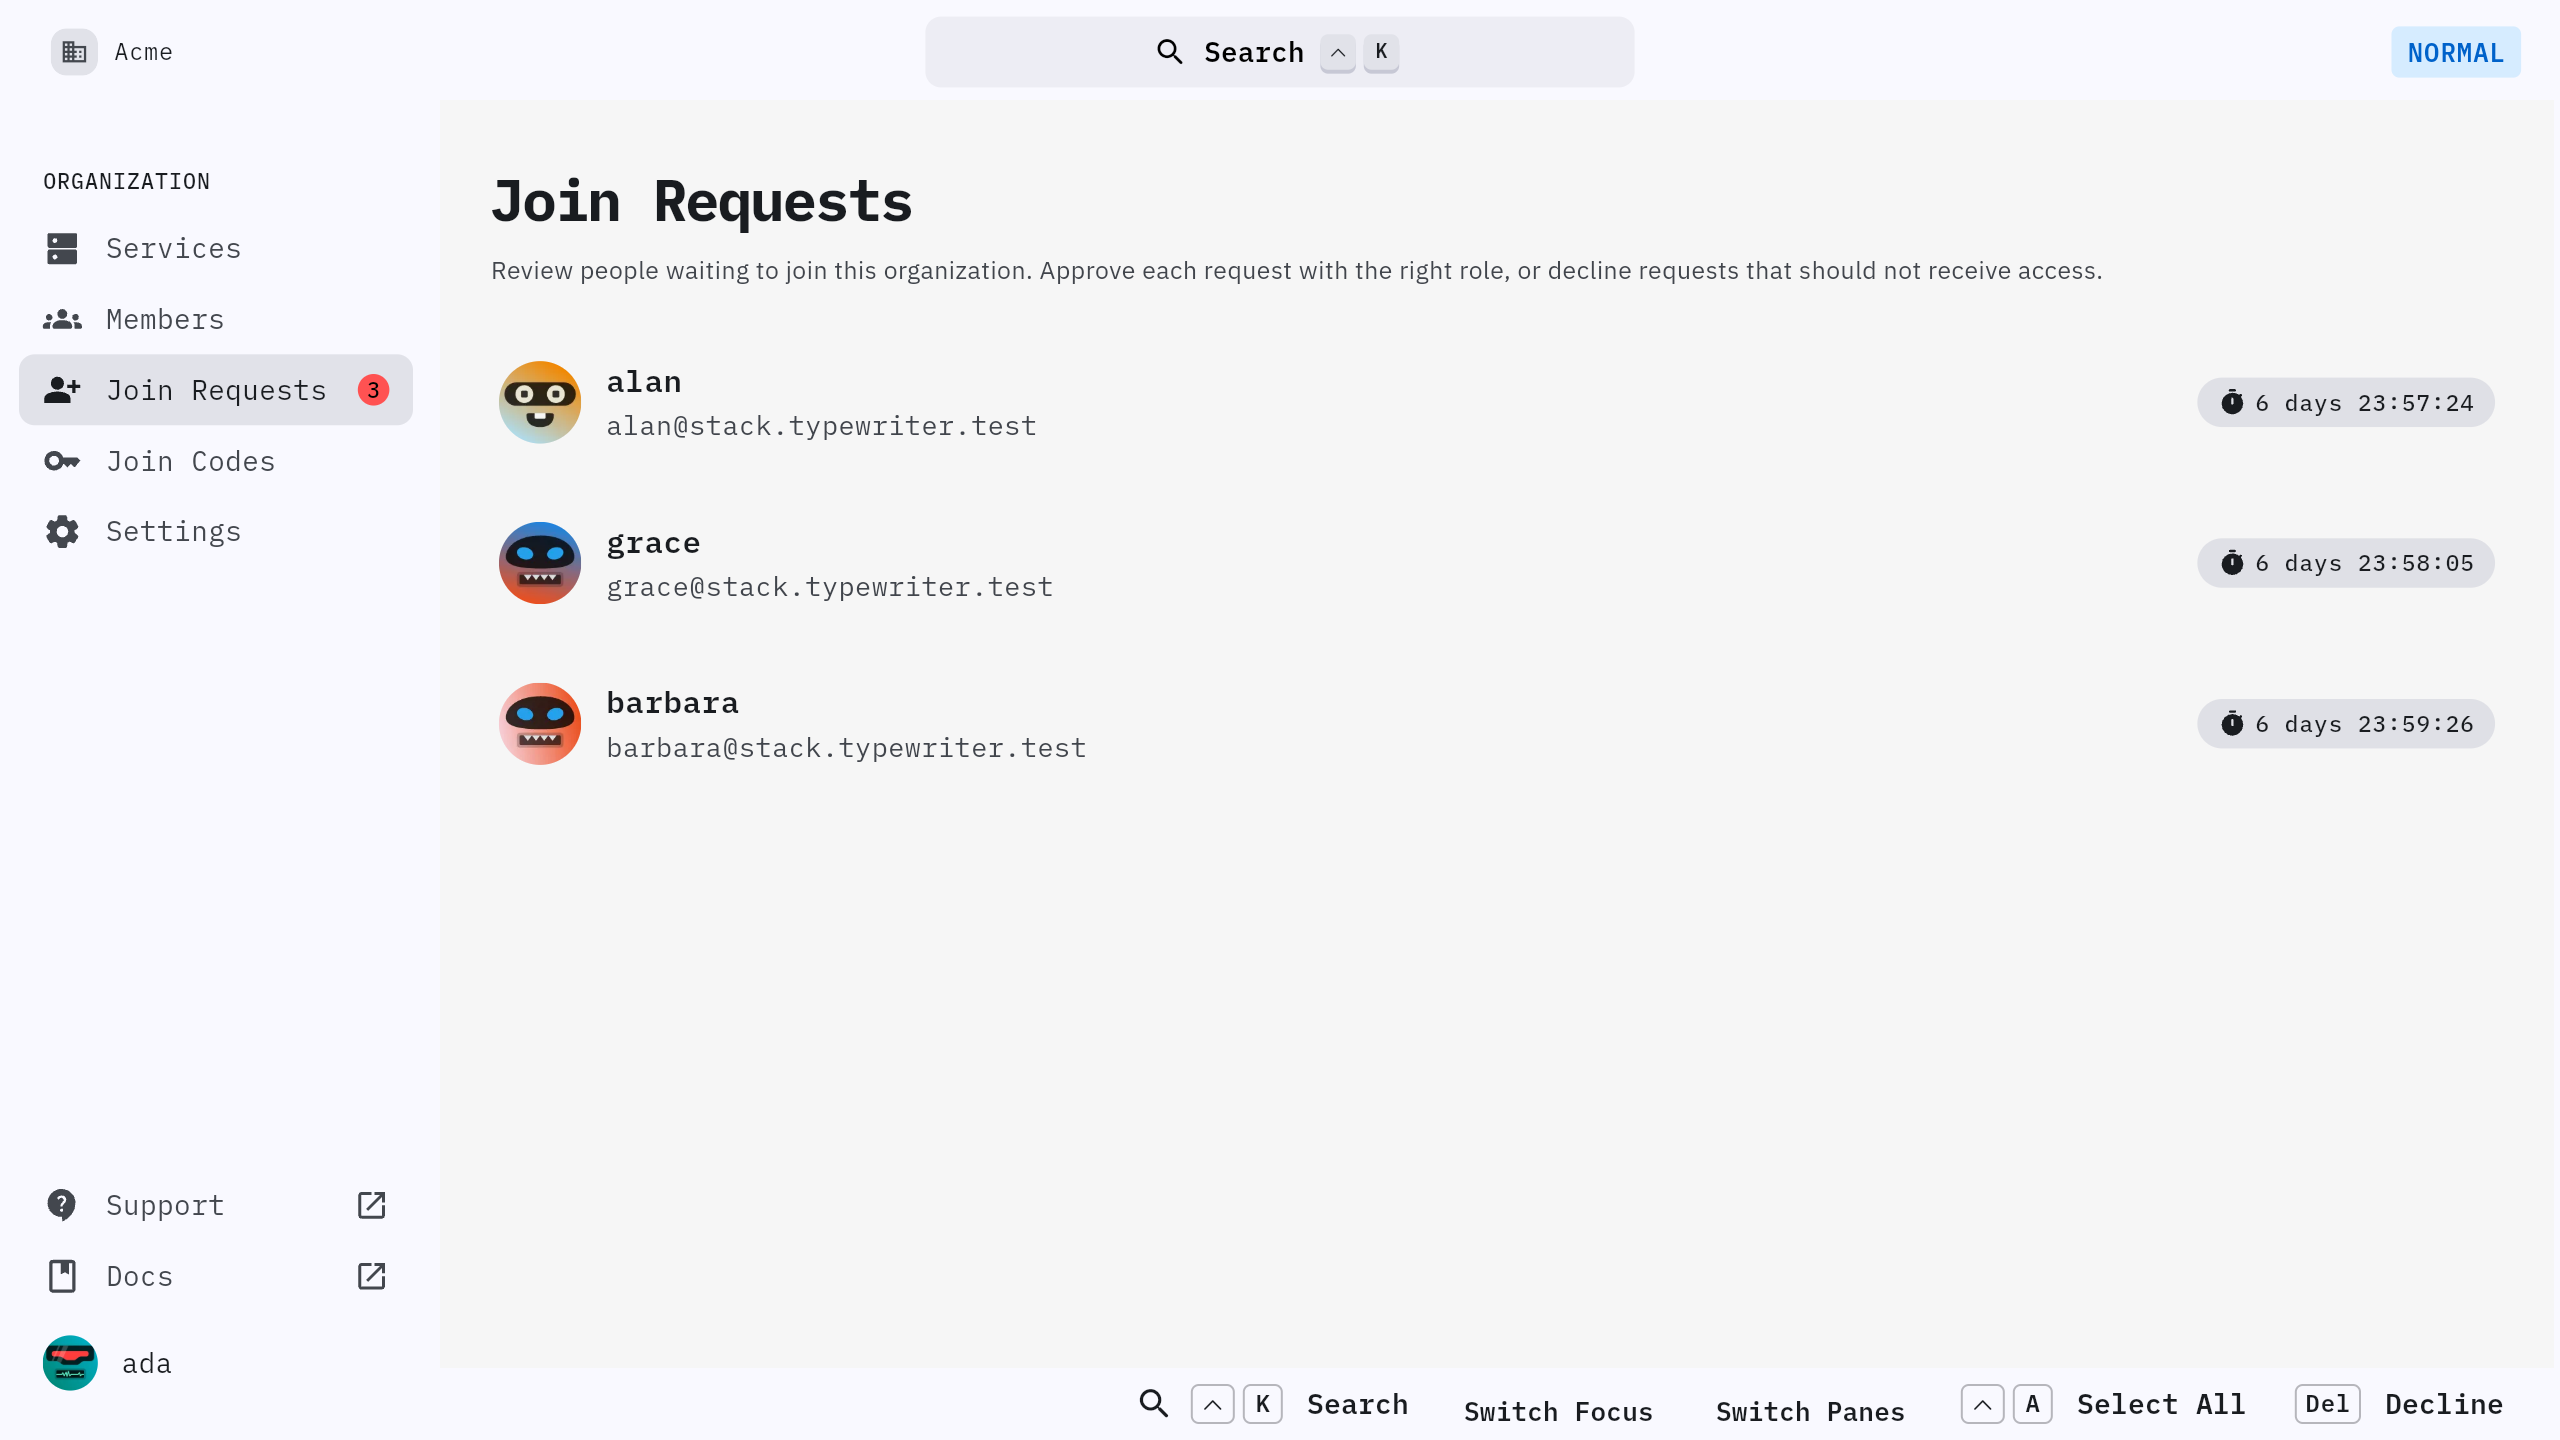 Acme
Search ^ K
NORMAL
ORGANIZATION
Services
Members
Join Requests 3
Join Codes
Settings
Support
Docs
ada
Join Requests
Review people waiting to join this organization. Approve each request with the right role, or decline requests that should not receive access.
alan
alan@stack.typewriter.test
6 days 23:57:24
grace
grace@stack.typewriter.test
6 days 23:58:05
barbara
barbara@stack.typewriter.test
6 days 23:59:26
^ K Search Switch Focus Switch Panes ^ A Select All Del Decline